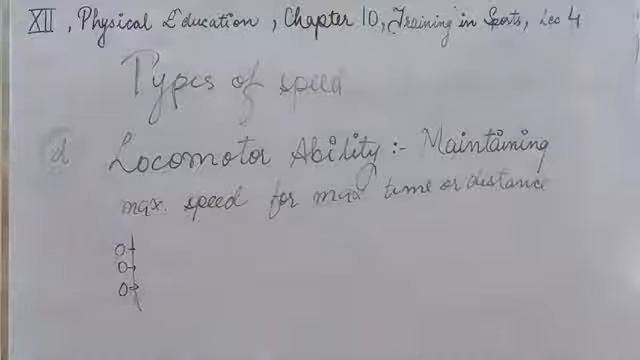 XII, Physical Education, Chapter 10, Training in Sports, Lec 4
Types of speed
d Locomotor Ability :- Maintaining
max. speed for max time or distance